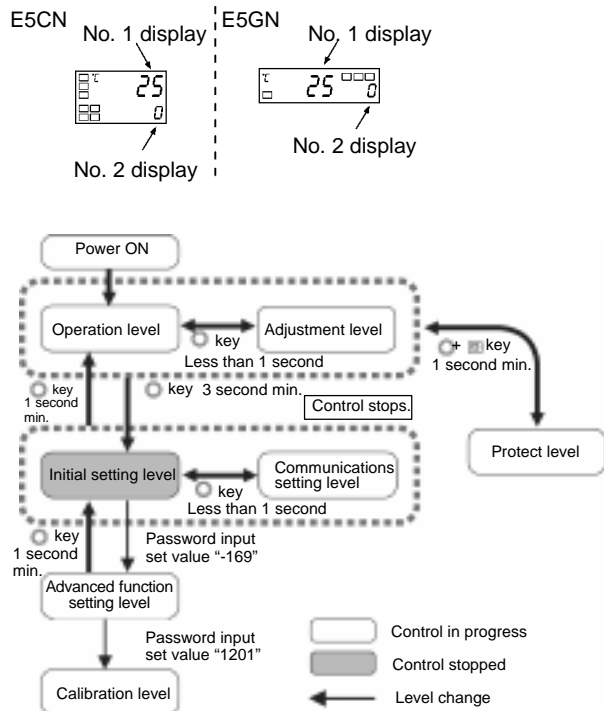 E5CN
E5GN
No. 1 display
No. 1 display
℃ 25
0
℃ 25
0
No. 2 display
No. 2 display
Power ON
Operation level
Adjustment level
key
Less than 1 second
+ key
1 second min.
key
1 second
min.
key 3 second min.
Control stops.
Protect level
Initial setting level
Communications
setting level
key
Less than 1 second
key
1 second
min.
Password input
set value "-169"
Advanced function
setting level
Password input
set value "1201"
Calibration level
Control in progress
Control stopped
Level change